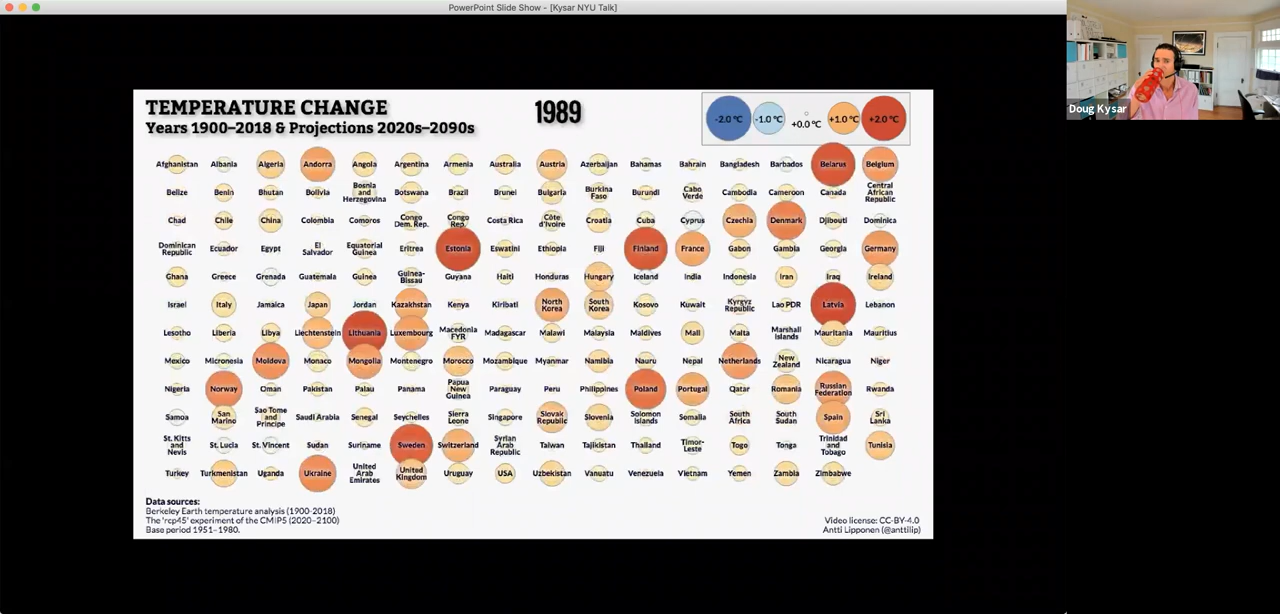 PowerPoint Slide Show - [Kysar NYU Talk]
Doug Kysar
TEMPERATURE CHANGE
Years 1900–2018 & Projections 2020s–2090s
1989
-2.0 °C -1.0 °C +0.0 °C +1.0 °C +2.0 °C
Afghanistan Albania Algeria Andorra Angola Argentina Armenia Australia Austria Azerbaijan Bahamas Bahrain Bangladesh Barbados Belarus Belgium
Belize Benin Bhutan Bolivia Bosnia and Herzegovina Botswana Brazil Brunei Bulgaria Burkina Faso Burundi Cabo Verde Cambodia Cameroon Canada Central African Republic
Chad Chile China Colombia Comoros Congo Dem. Rep. Congo Rep. Costa Rica Côte d'Ivoire Croatia Cuba Cyprus Czechia Denmark Djibouti Dominica
Dominican Republic Ecuador Egypt El Salvador Equatorial Guinea Eritrea Estonia Eswatini Ethiopia Fiji Finland France Gabon Gambia Georgia Germany
Ghana Greece Grenada Guatemala Guinea Guinea-Bissau Guyana Haiti Honduras Hungary Iceland India Indonesia Iran Iraq Ireland
Israel Italy Jamaica Japan Jordan Kazakhstan Kenya Kiribati North Korea South Korea Kosovo Kuwait Kyrgyz Republic Lao PDR Latvia Lebanon
Lesotho Liberia Libya Liechtenstein Lithuania Luxembourg Macedonia FYR Madagascar Malawi Malaysia Maldives Mali Malta Marshall Islands Mauritania Mauritius
Mexico Micronesia Moldova Monaco Mongolia Montenegro Morocco Mozambique Myanmar Namibia Nauru Nepal Netherlands New Zealand Nicaragua Niger
Nigeria Norway Oman Pakistan Palau Panama Papua New Guinea Paraguay Peru Philippines Poland Portugal Qatar Romania Russian Federation Rwanda
Samoa San Marino Sao Tome and Principe Saudi Arabia Senegal Seychelles Sierra Leone Singapore Slovak Republic Slovenia Solomon Islands Somalia South Africa South Sudan Spain Sri Lanka
St. Kitts and Nevis St. Lucia St. Vincent Sudan Suriname Sweden Switzerland Syrian Arab Republic Taiwan Tajikistan Thailand Timor-Leste Togo Tonga Trinidad and Tobago Tunisia
Turkey Turkmenistan Uganda Ukraine United Arab Emirates United Kingdom Uruguay USA Uzbekistan Vanuatu Venezuela Vietnam Yemen Zambia Zimbabwe
Data sources:
Berkeley Earth temperature analysis (1900-2018)
The 'rcp45' experiment of the CMIP5 (2020–2100)
Base period 1951–1980.
Video license: CC-BY-4.0
Antti Lipponen (@anttilip)